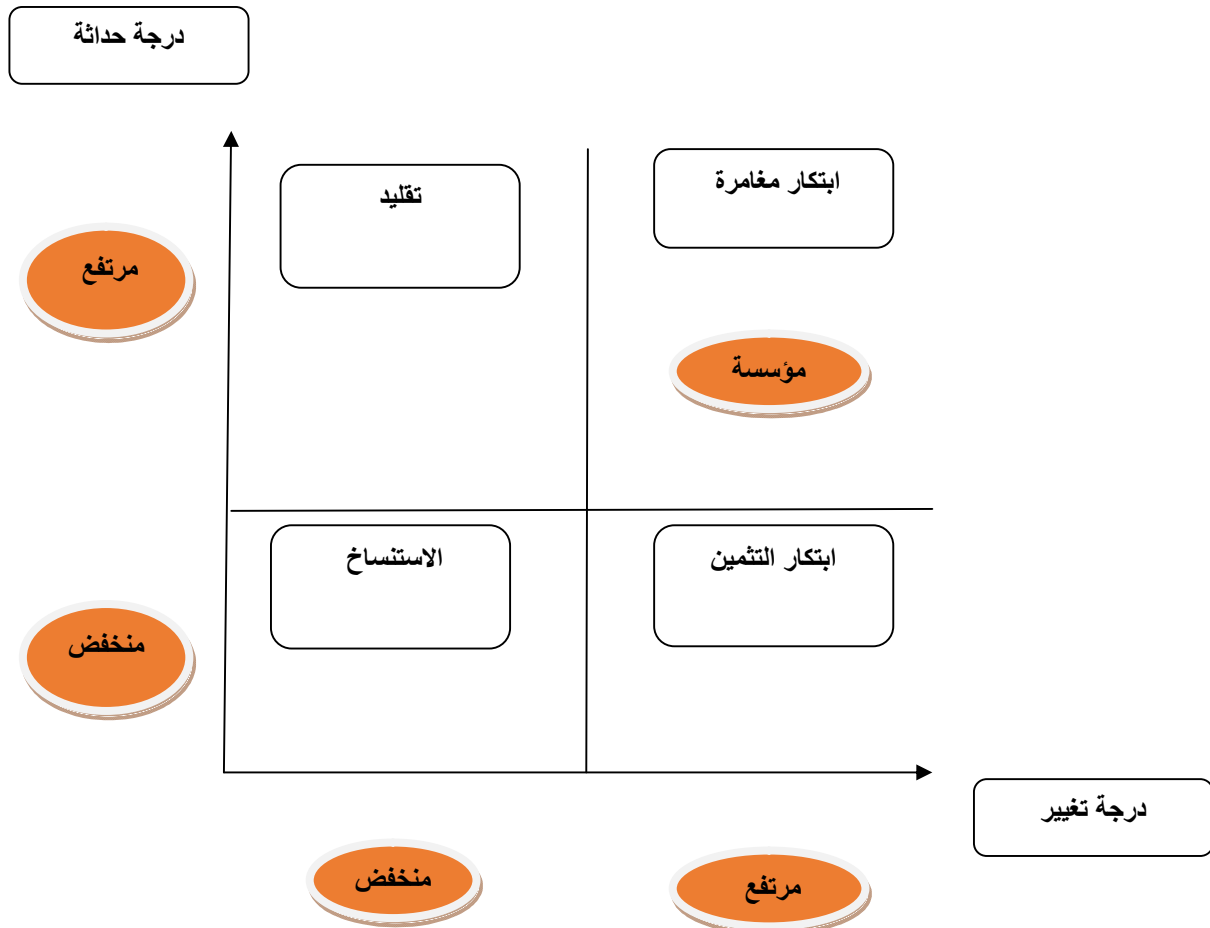 درجة حداثة
ابتكار مغامرة
تقليد
مرتفع
مؤسسة
ابتكار التثمين
الاستنساخ
منخفض
درجة تغيير
مرتفع
منخفض